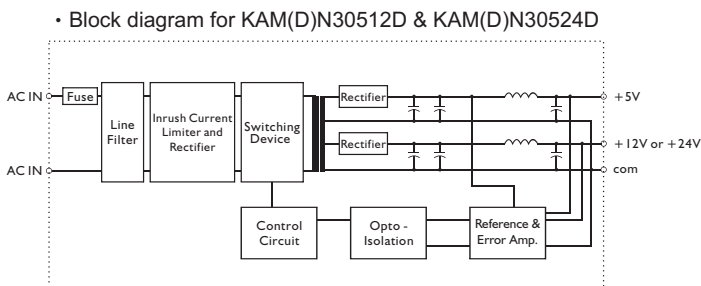 • Block diagram for KAM(D)N30512D & KAM(D)N30524D
AC IN
Fuse
Line
Filter
Inrush Current
Limiter and
Rectifier
Switching
Device
Rectifier
+5V
Rectifier
+12V or +24V
AC IN
com
Control
Circuit
Opto -
Isolation
Reference &
Error Amp.